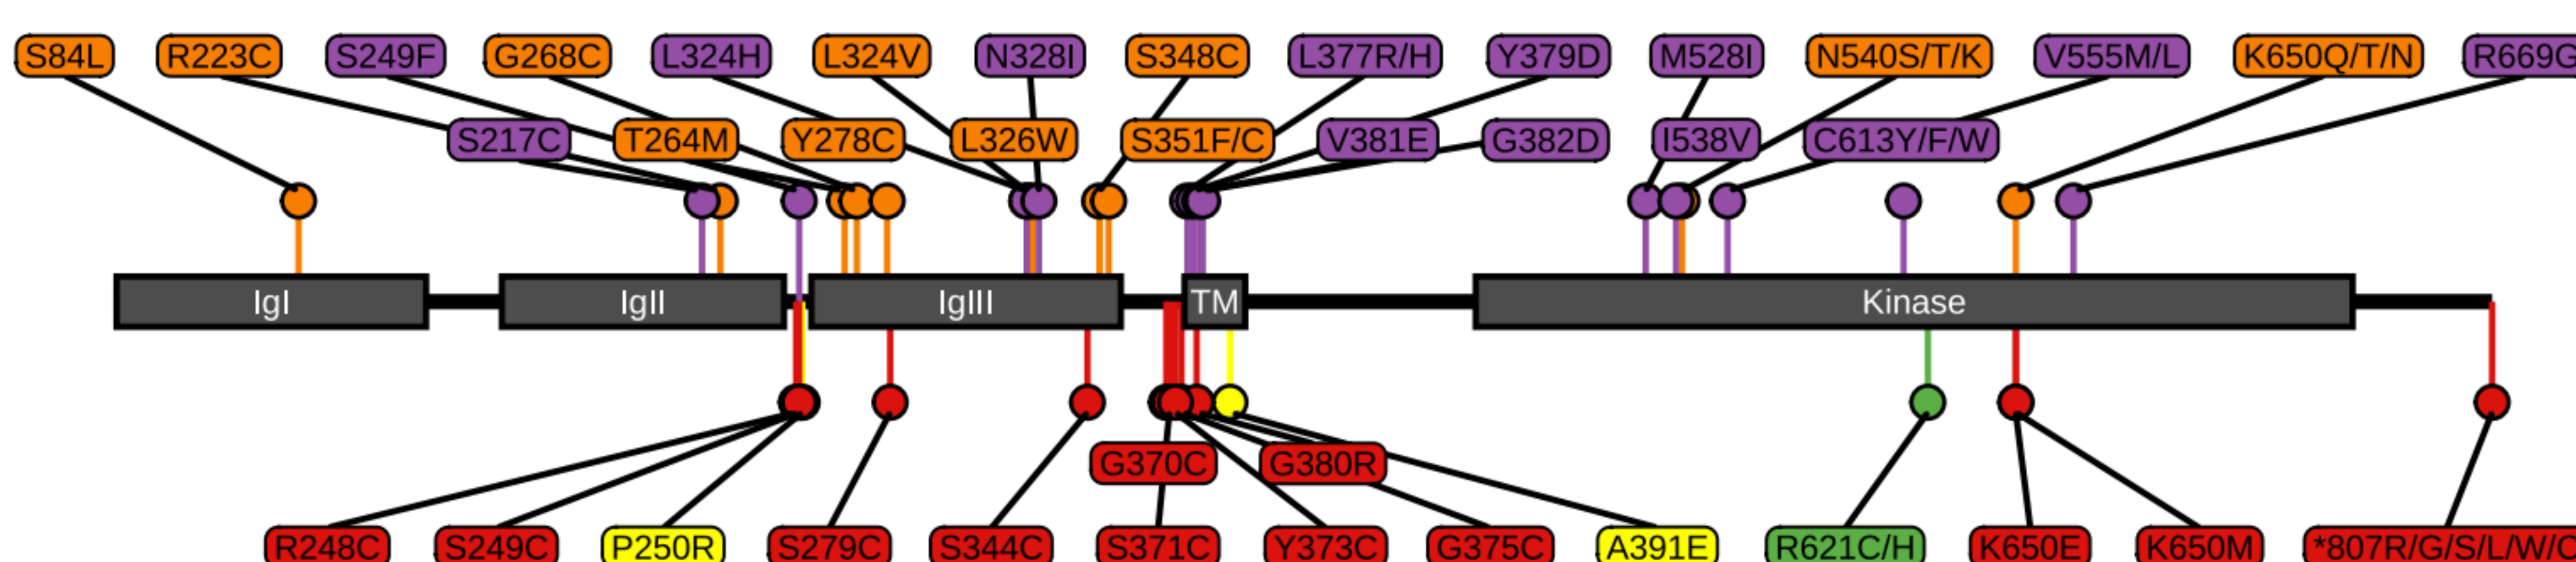 S84L R223C S249F G268C L324H L324V N328I S348C L377R/H Y379D M528I N540S/T/K V555M/L K650Q/T/N R669G
S217C T264M Y278C L326W S351F/C V381E G382D I538V C613Y/F/W
IgI IgII IgIII TM Kinase
G370C G380R
R248C S249C P250R S279C S344C S371C Y373C G375C A391E R621C/H K650E K650M *807R/G/S/L/W/C